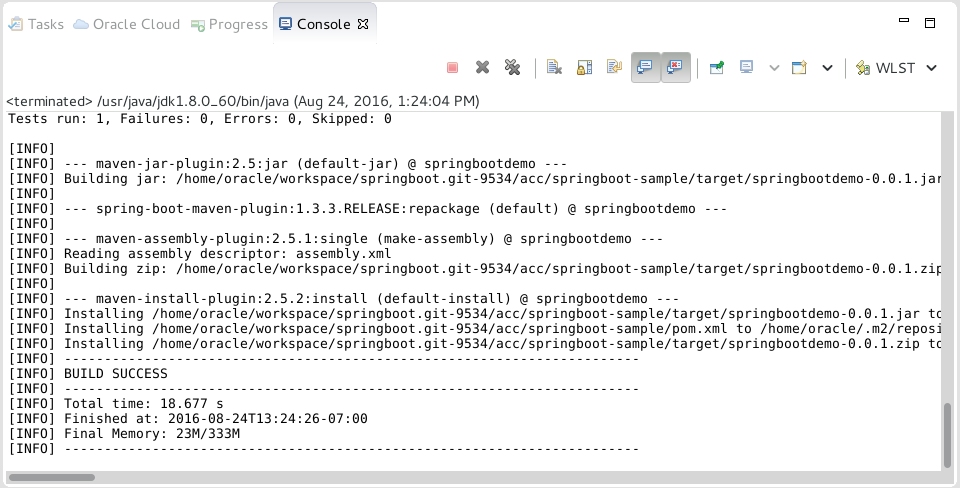 Tasks Oracle Cloud Progress Console
WLST
<terminated> /usr/java/jdk1.8.0_60/bin/java (Aug 24, 2016, 1:24:04 PM)
Tests run: 1, Failures: 0, Errors: 0, Skipped: 0
[INFO]
[INFO] --- maven-jar-plugin:2.5:jar (default-jar) @ springbootdemo ---
[INFO] Building jar: /home/oracle/workspace/springboot.git-9534/acc/springboot-sample/target/springbootdemo-0.0.1.jar
[INFO]
[INFO] --- spring-boot-maven-plugin:1.3.3.RELEASE:repackage (default) @ springbootdemo ---
[INFO]
[INFO] --- maven-assembly-plugin:2.5.1:single (make-assembly) @ springbootdemo ---
[INFO] Reading assembly descriptor: assembly.xml
[INFO] Building zip: /home/oracle/workspace/springboot.git-9534/acc/springboot-sample/target/springbootdemo-0.0.1.zip
[INFO]
[INFO] --- maven-install-plugin:2.5.2:install (default-install) @ springbootdemo ---
[INFO] Installing /home/oracle/workspace/springboot.git-9534/acc/springboot-sample/target/springbootdemo-0.0.1.jar to
[INFO] Installing /home/oracle/workspace/springboot.git-9534/acc/springboot-sample/pom.xml to /home/oracle/.m2/reposi
[INFO] Installing /home/oracle/workspace/springboot.git-9534/acc/springboot-sample/target/springbootdemo-0.0.1.zip to
[INFO] ------------------------------------------------------------------------
[INFO] BUILD SUCCESS
[INFO] ------------------------------------------------------------------------
[INFO] Total time: 18.677 s
[INFO] Finished at: 2016-08-24T13:24:26-07:00
[INFO] Final Memory: 23M/333M
[INFO] ------------------------------------------------------------------------